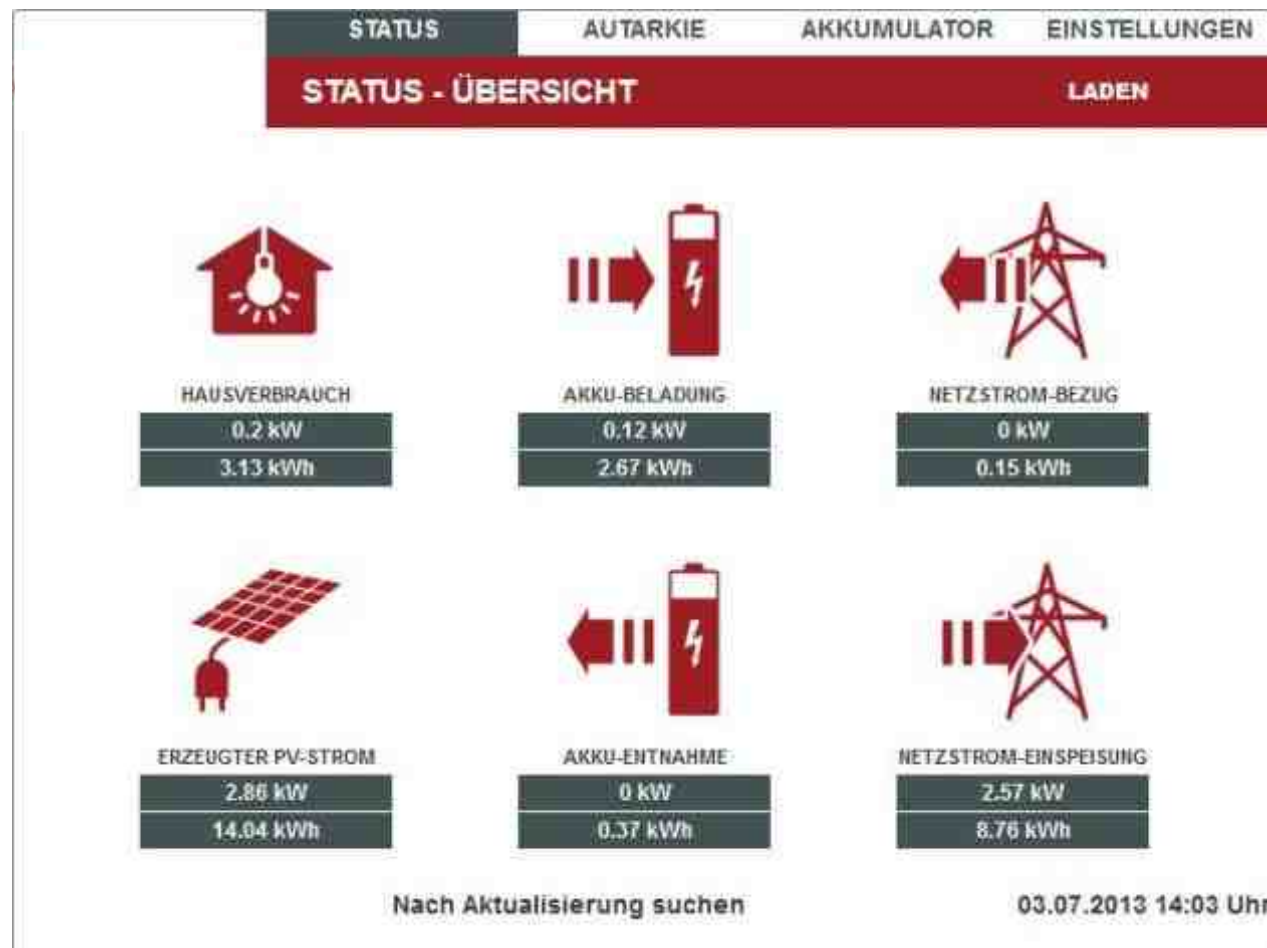 STATUS AUTARKIE AKKUMULATOR EINSTELLUNGEN
STATUS - ÜBERSICHT LADEN
HAUSVERBRAUCH AKKU-BELADUNG NETZSTROM-BEZUG
0.2 kW 0.12 kW 0 kW
3.13 kWh 2.67 kWh 0.15 kWh
ERZEUGTER PV-STROM AKKU-ENTNAHME NETZSTROM-EINSPEISUNG
2.86 kW 0 kW 2.57 kW
14.04 kWh 0.37 kWh 8.76 kWh
Nach Aktualisierung suchen 03.07.2013 14:03 Uhr